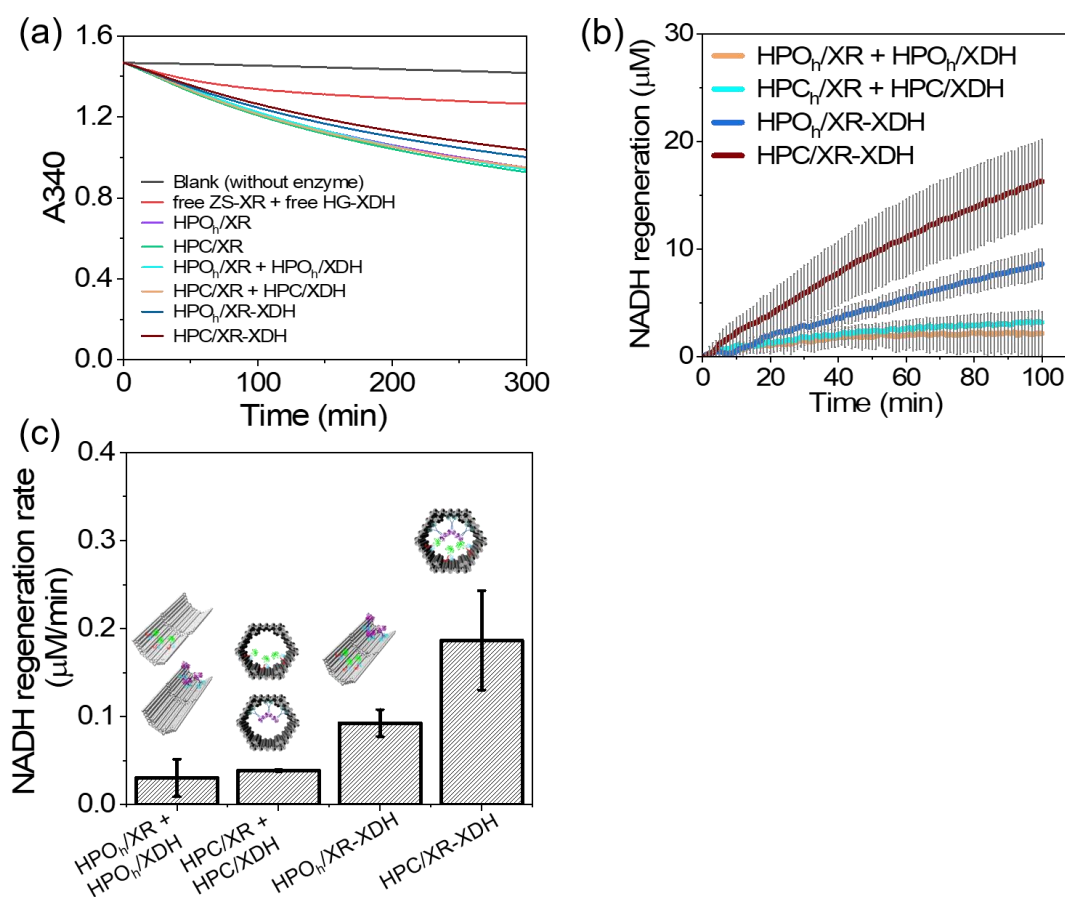 (a)
1.6
1.2
0.8
0.4
0.0
A340
Blank (without enzyme)
free ZS-XR + free HG-XDH
HPOₕ/XR
HPC/XR
HPOₕ/XR + HPOₕ/XDH
HPC/XR + HPC/XDH
HPOₕ/XR-XDH
HPC/XR-XDH
0 100 200 300
Time (min)
(b)
30
20
10
0
NADH regeneration (μM)
HPOₕ/XR + HPOₕ/XDH
HPCₕ/XR + HPC/XDH
HPOₕ/XR-XDH
HPC/XR-XDH
0 20 40 60 80 100
Time (min)
(c)
0.4
0.3
0.2
0.1
0.0
NADH regeneration rate
(μM/min)
HPOₕ/XR +
HPOₕ/XDH
HPC/XR +
HPC/XDH
HPOₕ/XR-XDH
HPC/XR-XDH